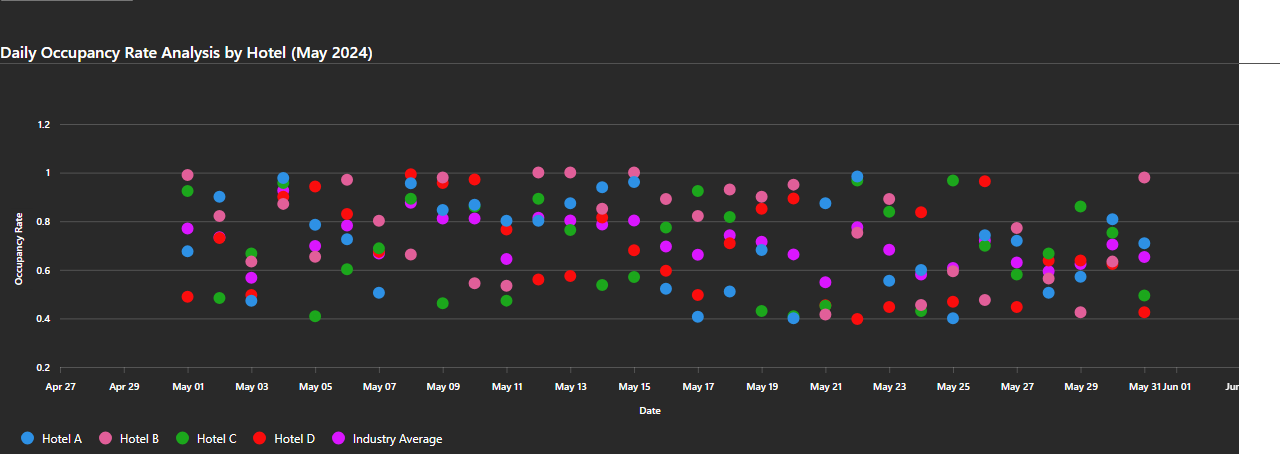 Daily Occupancy Rate Analysis by Hotel (May 2024)
1.2
1
0.8
0.6
0.4
0.2
Occupancy Rate
Apr 27 Apr 29 May 01 May 03 May 05 May 07 May 09 May 11 May 13 May 15 May 17 May 19 May 21 May 23 May 25 May 27 May 29 May 31 Jun 01 Jur
Date
Hotel A Hotel B Hotel C Hotel D Industry Average